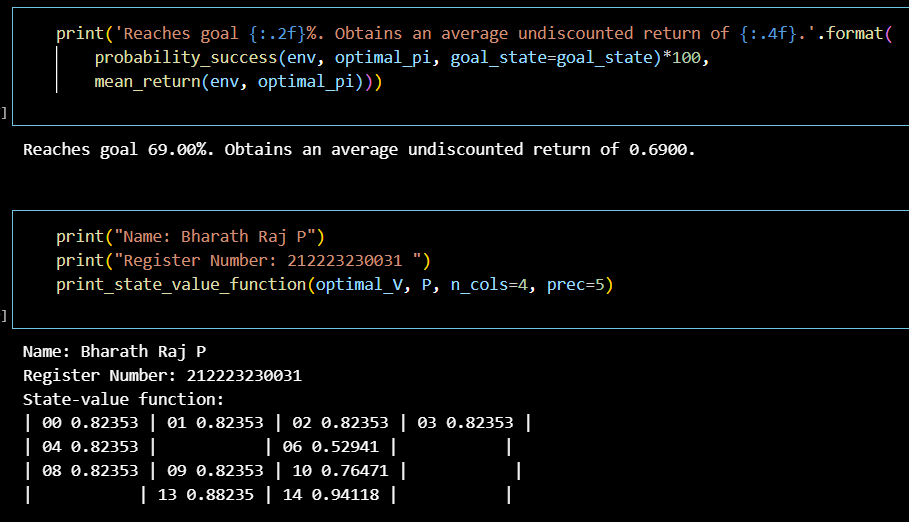 print('Reaches goal {:.2f}%. Obtains an average undiscounted return of {:.4f}.'.format(
probability_success(env, optimal_pi, goal_state=goal_state)*100,
mean_return(env, optimal_pi)))
]
Reaches goal 69.00%. Obtains an average undiscounted return of 0.6900.
print("Name: Bharath Raj P")
print("Register Number: 212223230031 ")
print_state_value_function(optimal_V, P, n_cols=4, prec=5)
]
Name: Bharath Raj P
Register Number: 212223230031
State-value function:
| 00 0.82353 | 01 0.82353 | 02 0.82353 | 03 0.82353 |
| 04 0.82353 |           | 06 0.52941 |           |
| 08 0.82353 | 09 0.82353 | 10 0.76471 |           |
|           | 13 0.88235 | 14 0.94118 |           |